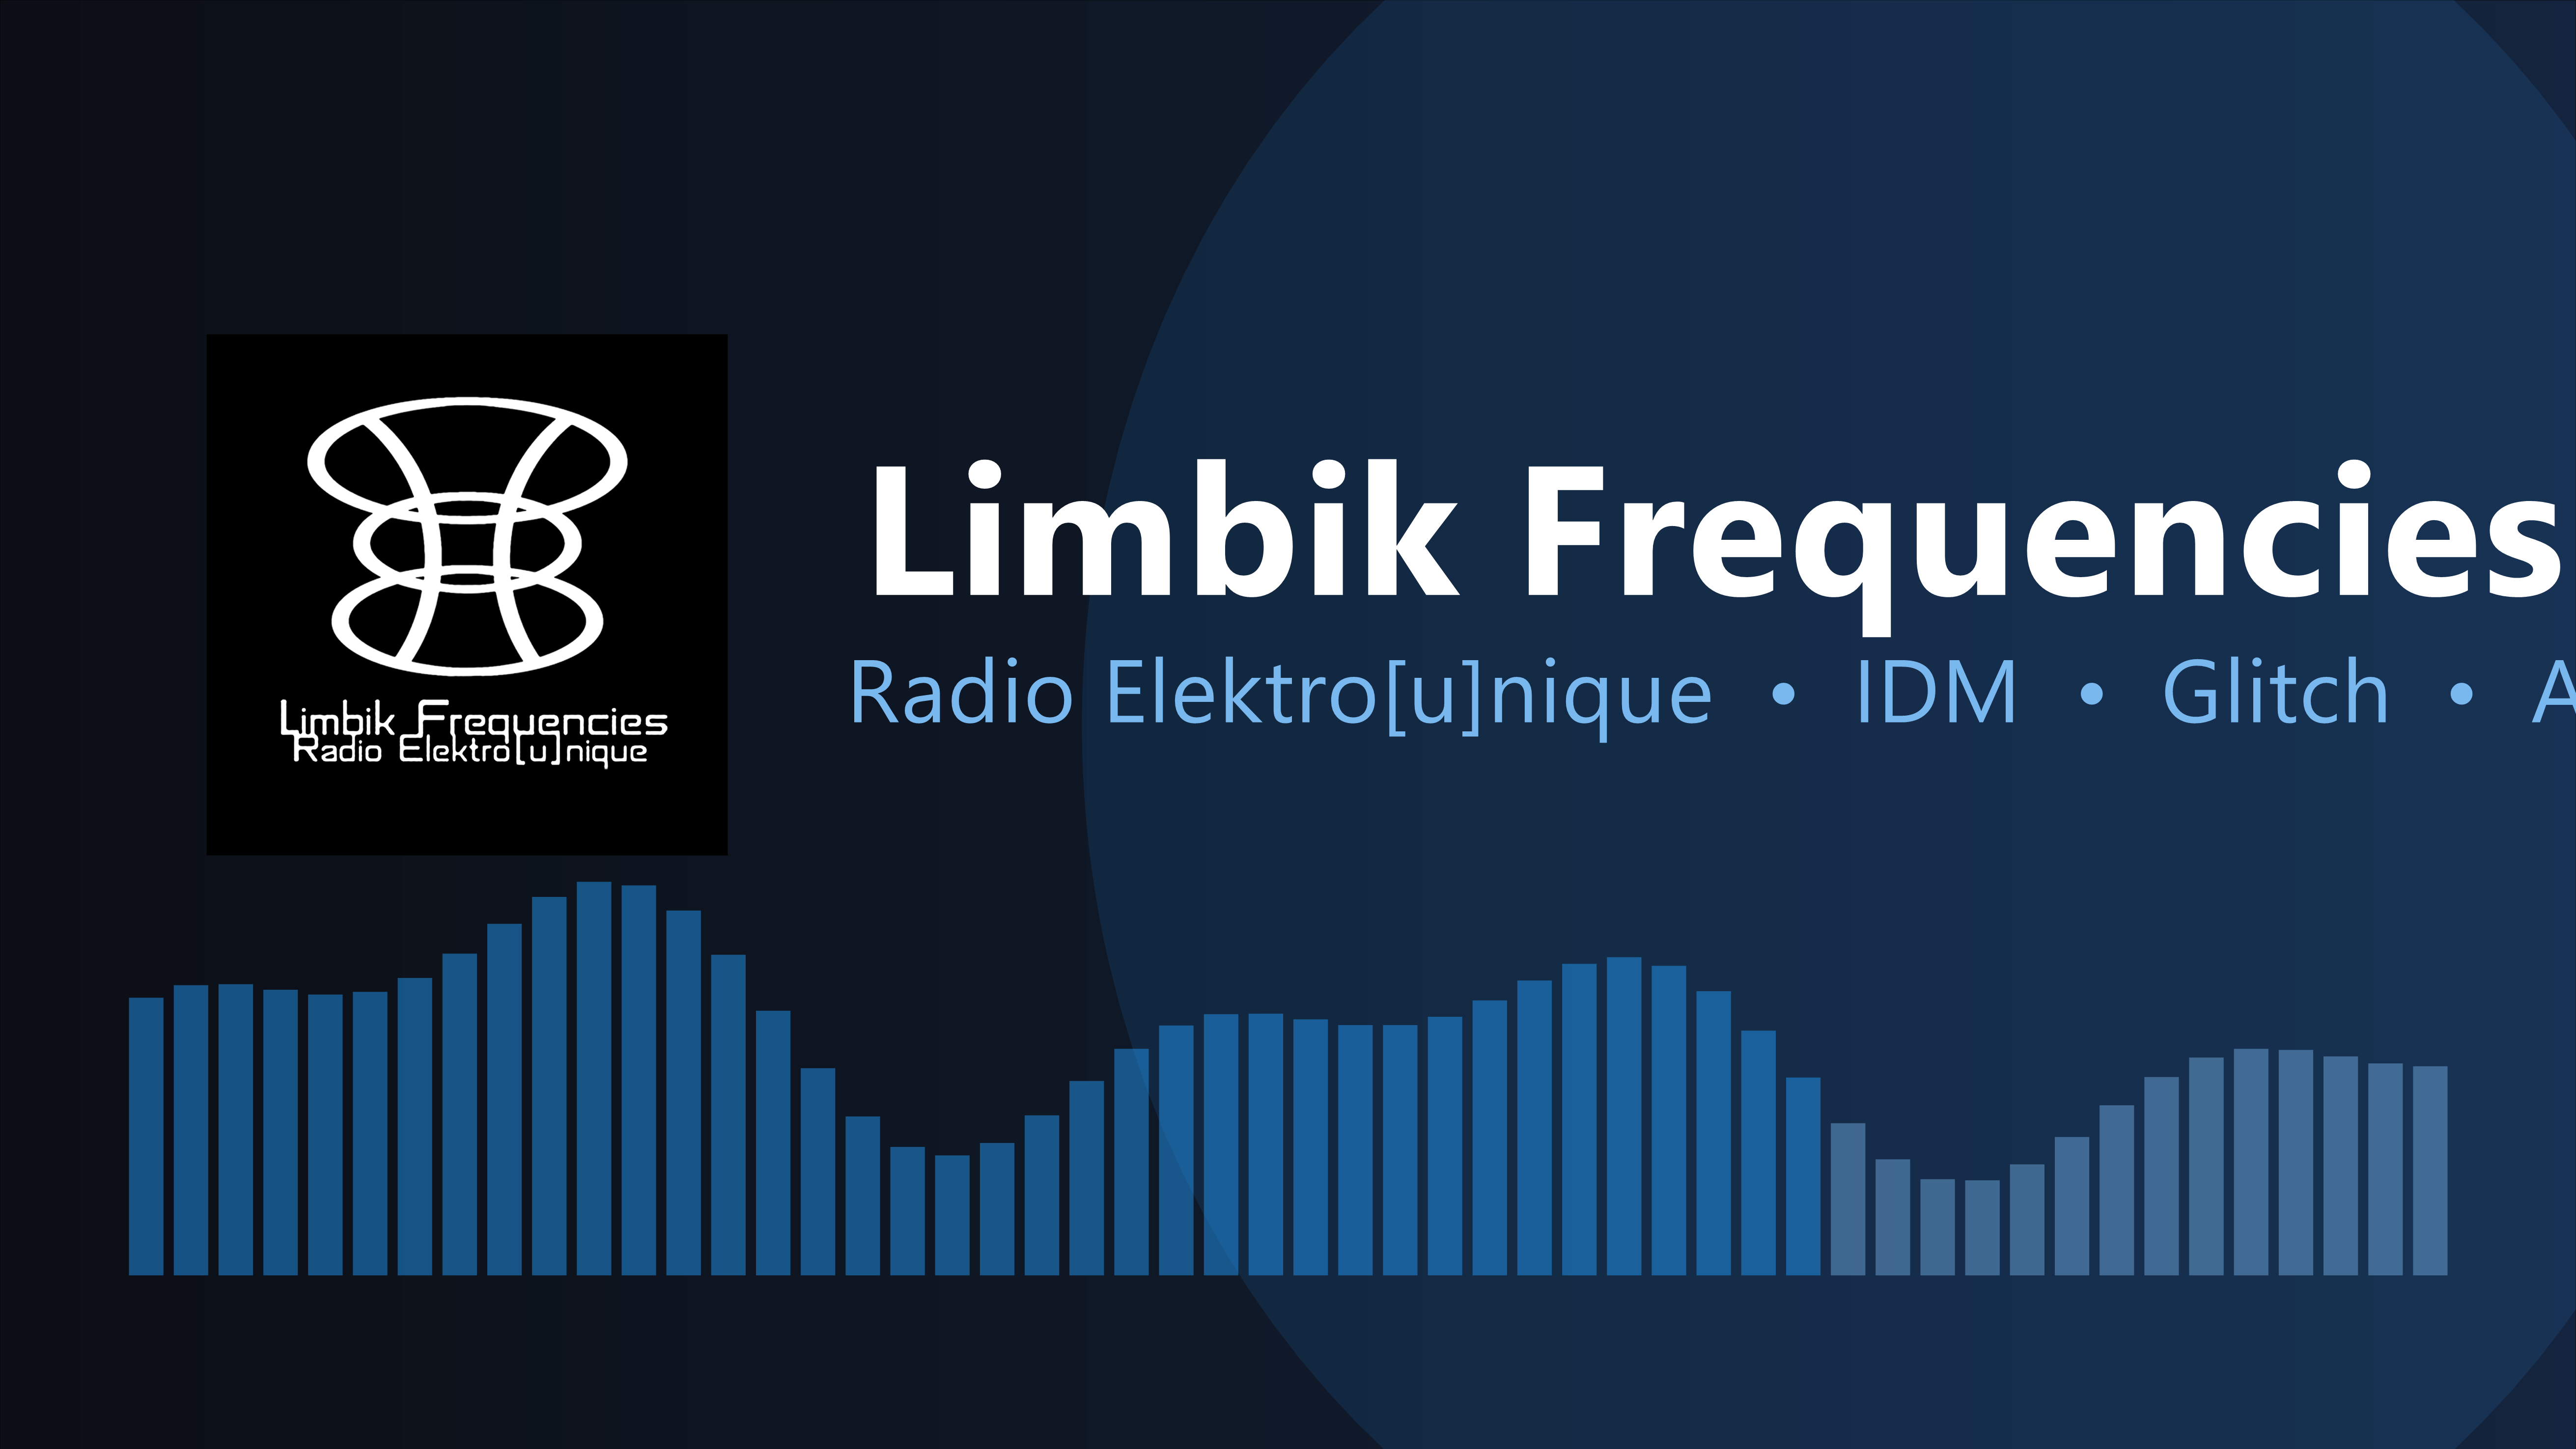 Limbik Frequencies
Radio Elektro[u]nique
Limbik Frequencies
Radio Elektro[u]nique • IDM • Glitch • A